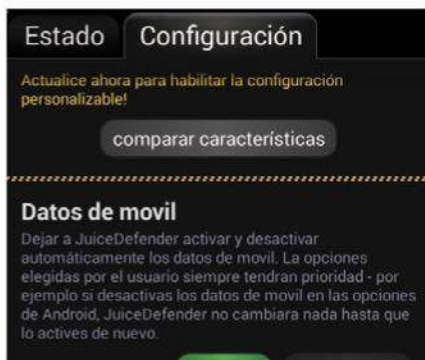 Estado
Configuración
Actualice ahora para habilitar la configuración
personalizable!
comparar características
Datos de movil
Dejar a JuiceDefender activar y desactivar
automáticamente los datos de movil. La opciones
elegidas por el usuario siempre tendran prioridad - por
ejemplo si desactivas los datos de movil en las opciones
de Android, JuiceDefender no cambiara nada hasta que
lo actives de nuevo.